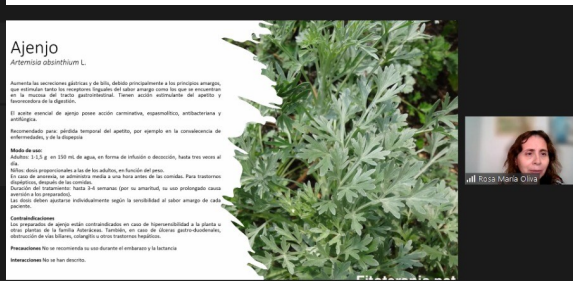 Ajenjo
Artemisia absinthium L.
Aumenta las secreciones gástricas y de bilis, debido principalmente a los principios amargos,
que estimulan tanto los receptores linguales del sabor amargo como los que se encuentran
en la mucosa del tracto gastrointestinal. Tienen acción estimulante del apetito y
favorecedora de la digestión.
El aceite esencial de ajenjo posee acción carminativa, espasmolítico, antibacteriana y
antifúngica.
Recomendado para: pérdida temporal del apetito, por ejemplo en la convalecencia de
enfermedades, y de la dispepsia
Modo de uso:
Adultos: 1-1,5 g en 150 mL de agua, en forma de infusión o decocción, hasta tres veces al
día.
Niños: dosis proporcionales a las de los adultos, en función del peso.
En caso de anorexia, se administra media a una hora antes de las comidas. Para trastornos
dispépticos, después de las comidas.
Duración del tratamiento: hasta 3-4 semanas (por su amaritud, su uso prolongado causa
aversión a los preparados).
Las dosis deben ajustarse individualmente según la sensibilidad al sabor amargo de cada
paciente.
Contraindicaciones
Los preparados de ajenjo están contraindicados en caso de hipersensibilidad a la planta u
otras plantas de la familia Asteráceas. También, en caso de úlceras gastro-duodenales,
obstrucción de vías biliares, colangitis u otros trastornos hepáticos.
Precauciones No se recomienda su uso durante el embarazo y la lactancia
Interacciones No se han descrito.
Fitoterapia.net
Rosa María Oliva